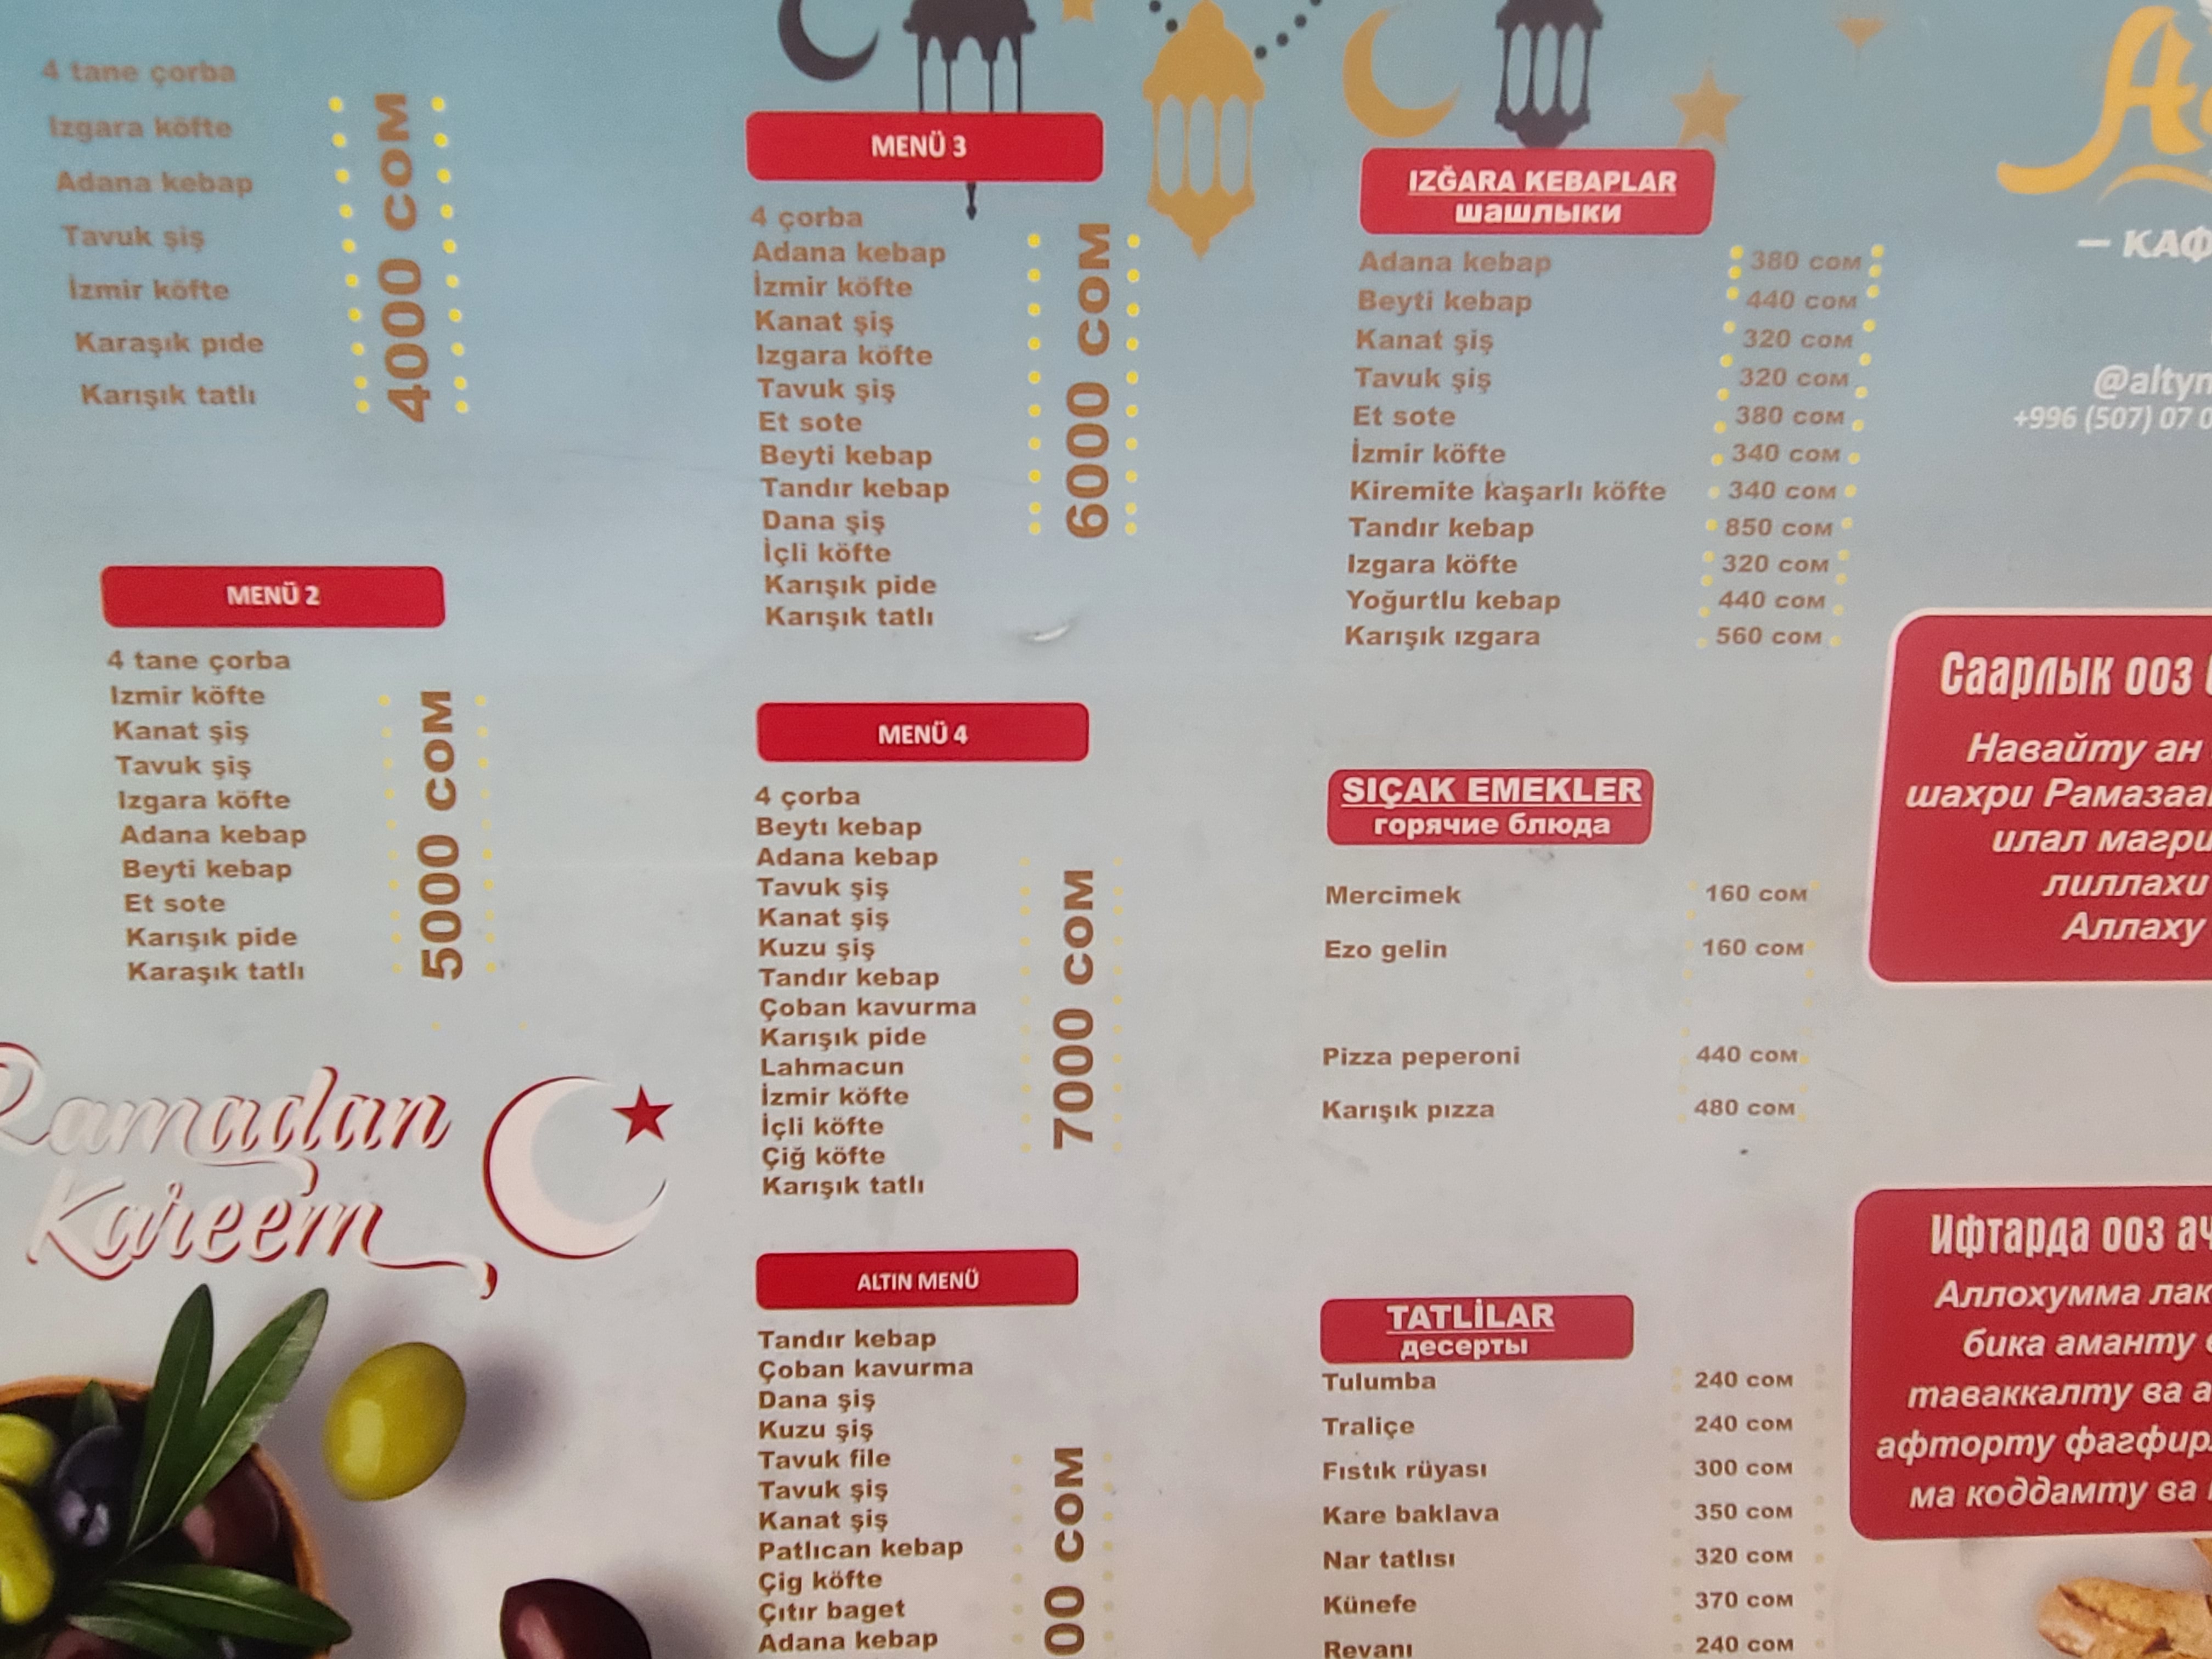 4 tane çorba
Izgara köfte
Adana kebap
Tavuk şiş
İzmir köfte
Karaşık pıde
Karışık tatlı
4000 сом
MENÜ 2
4 tane çorba
Izmir köfte
Kanat şiş
Tavuk şiş
Izgara köfte
Adana kebap
Beyti kebap
Et sote
Karışık pide
Karaşık tatlı
5000 сом
Ramadan
Kareem
MENÜ 3
4 çorba
Adana kebap
İzmir köfte
Kanat şiş
Izgara köfte
Tavuk şiş
Et sote
Beyti kebap
Tandır kebap
Dana şiş
İçli köfte
Karışık pide
Karışık tatlı
6000 сом
MENÜ 4
4 çorba
Beytı kebap
Adana kebap
Tavuk şiş
Kanat şiş
Kuzu şiş
Tandır kebap
Çoban kavurma
Karışık pide
Lahmacun
İzmir köfte
İçli köfte
Çiğ köfte
Karışık tatlı
7000 сом
ALTIN MENÜ
Tandır kebap
Çoban kavurma
Dana şiş
Kuzu şiş
Tavuk file
Tavuk şiş
Kanat şiş
Patlıcan kebap
Çig köfte
Çıtır baget
Adana kebap
00 сом
IZĞARA KEBAPLAR
шашлыки
Adana kebap 380 сом
Beyti kebap 440 сом
Kanat şiş 320 сом
Tavuk şiş 320 сом
Et sote 380 сом
İzmir köfte 340 сом
Kiremite kaşarlı köfte 340 сом
Tandır kebap 850 сом
Izgara köfte 320 сом
Yoğurtlu kebap 440 сом
Karışık ızgara 560 сом
SIÇAK EMEKLER
горячие блюда
Mercimek 160 сом
Ezo gelin 160 сом
Pizza peperoni 440 сом
Karışık pızza 480 сом
TATLİLAR
десерты
Tulumba 240 сом
Traliçe 240 сом
Fıstık rüyası 300 сом
Kare baklava 350 сом
Nar tatlısı 320 сом
Künefe 370 сом
Revanı 240 сом
— КАФ
@altyn
+996 (507) 07 0
Саарлык ооз
Навайту ан
шахри Рамазаа
илал магри
лиллахи
Аллаху
Ифтарда ооз ач
Аллохумма лак
бика аманту
таваккалту ва а
афторту фагфир
ма коддамту ва